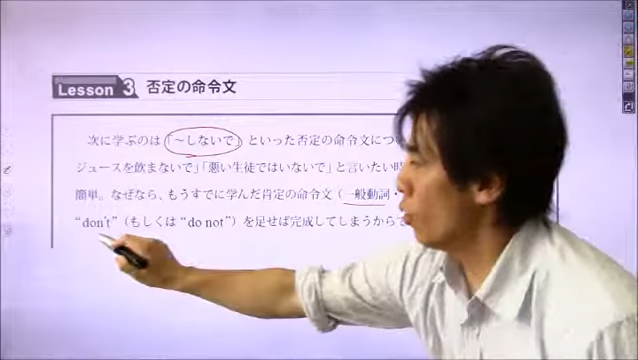 Lesson 3 否定の命令文
次に学ぶのは「～しないで」といった否定の命令文につ
ジュースを飲まないで」「悪い生徒ではいないで」と言いたい時
簡単。なぜなら、もうすでに学んだ肯定の命令文（一般動詞・
“don't”（もしくは “do not”）を足せば完成してしまうからで